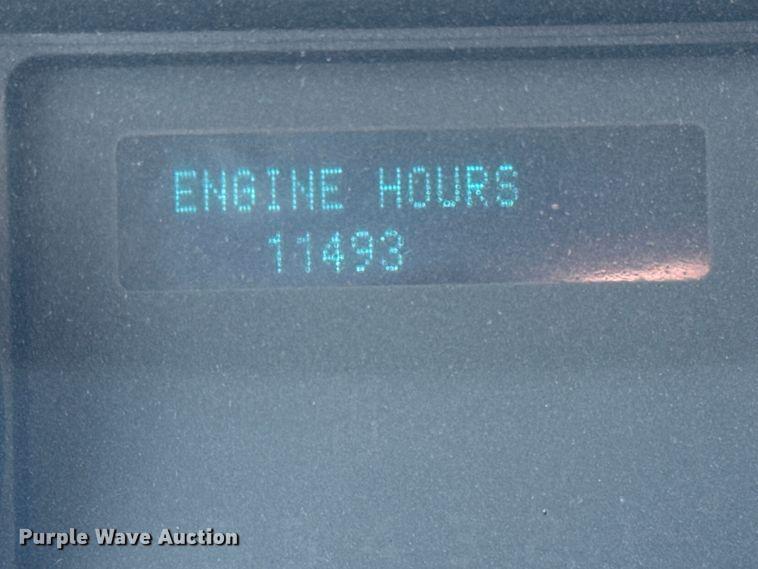 ENGINE HOURS
11493
Purple Wave Auction